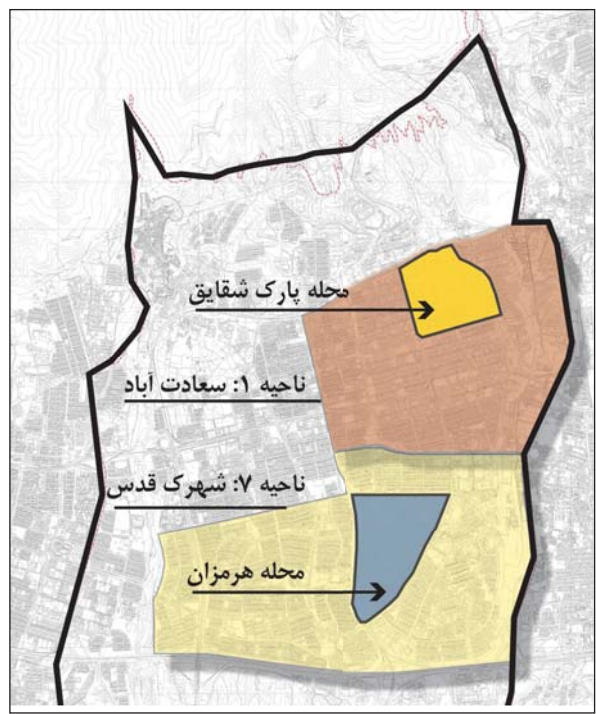 محله پارک شقایق
ناحیه ۱: سعادت آباد
ناحیه ۷: شهرک قدس
محله هرمزان